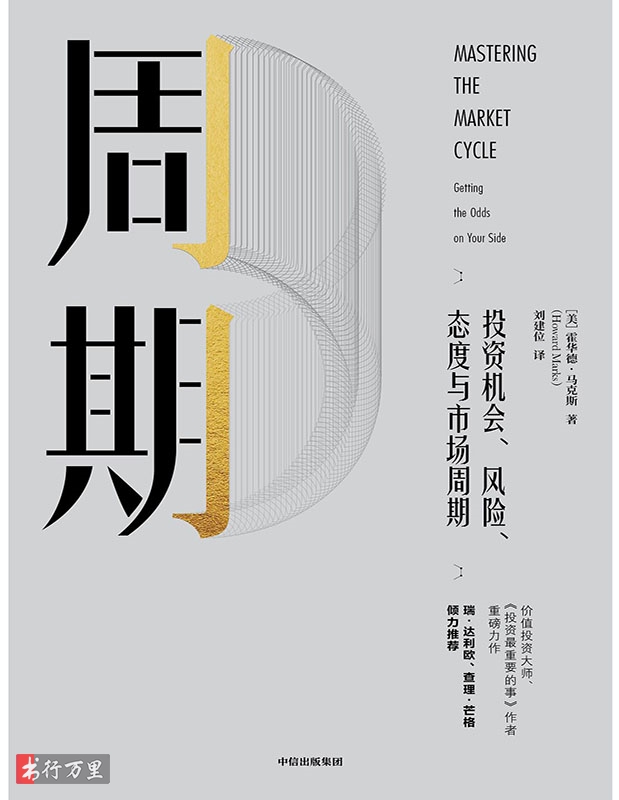 周期
MASTERING
THE
MARKET
CYCLE
Getting
the Odds
on Your Side
[美] 霍华德·马克斯 著
(Howard Marks)
刘建位 译
投资机会、风险、
态度与市场周期
价值投资大师、
《投资最重要的事》作者
重磅力作
瑞·达利欧、查理·芒格
倾力推荐
中信出版集团
书行万里